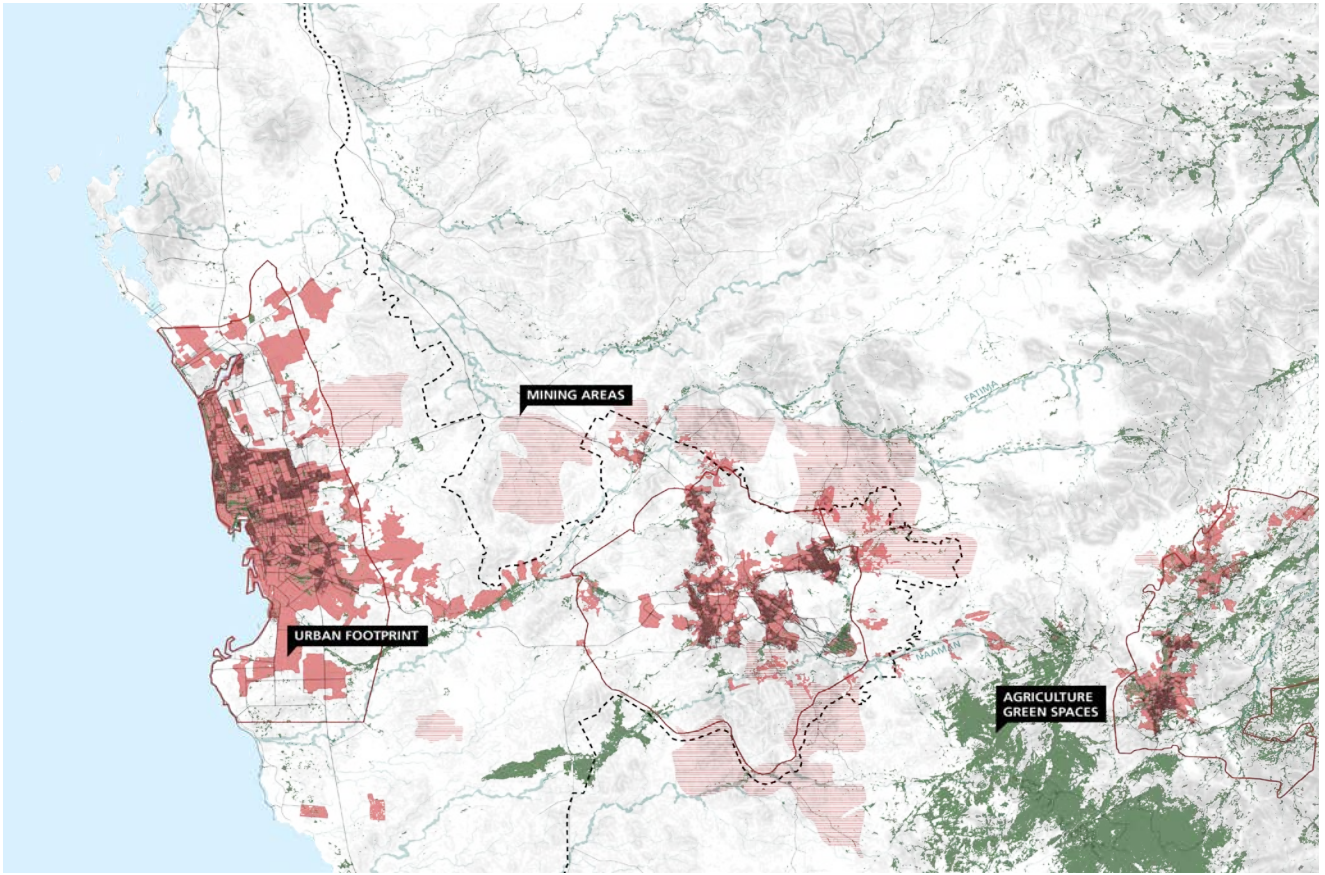 MINING AREAS
FATIMA
URBAN FOOTPRINT
NAAMAN
AGRICULTURE
GREEN SPACES